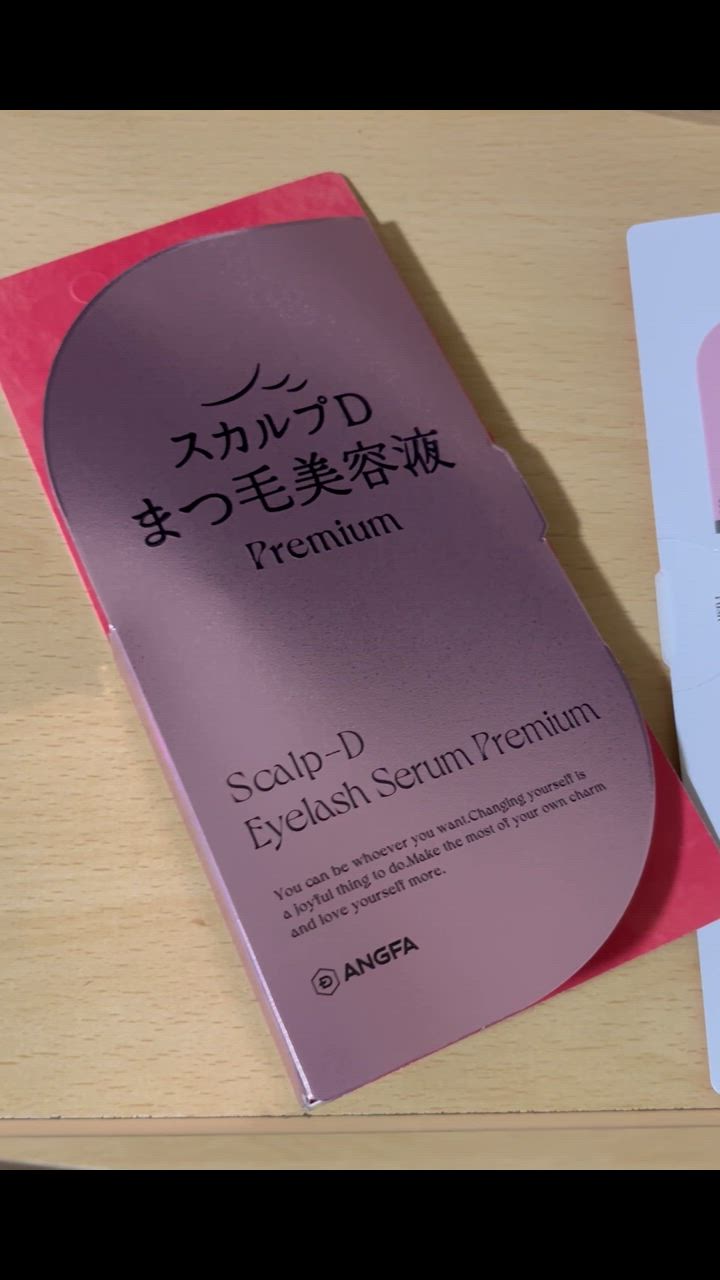 スカルプD
まつ毛美容液
Premium
Scalp-D
Eyelash Serum Premium
You can be whoever you want.Changing yourself is
a joyful thing to do.Make the most of your own charm
and love yourself more.
ANGFA